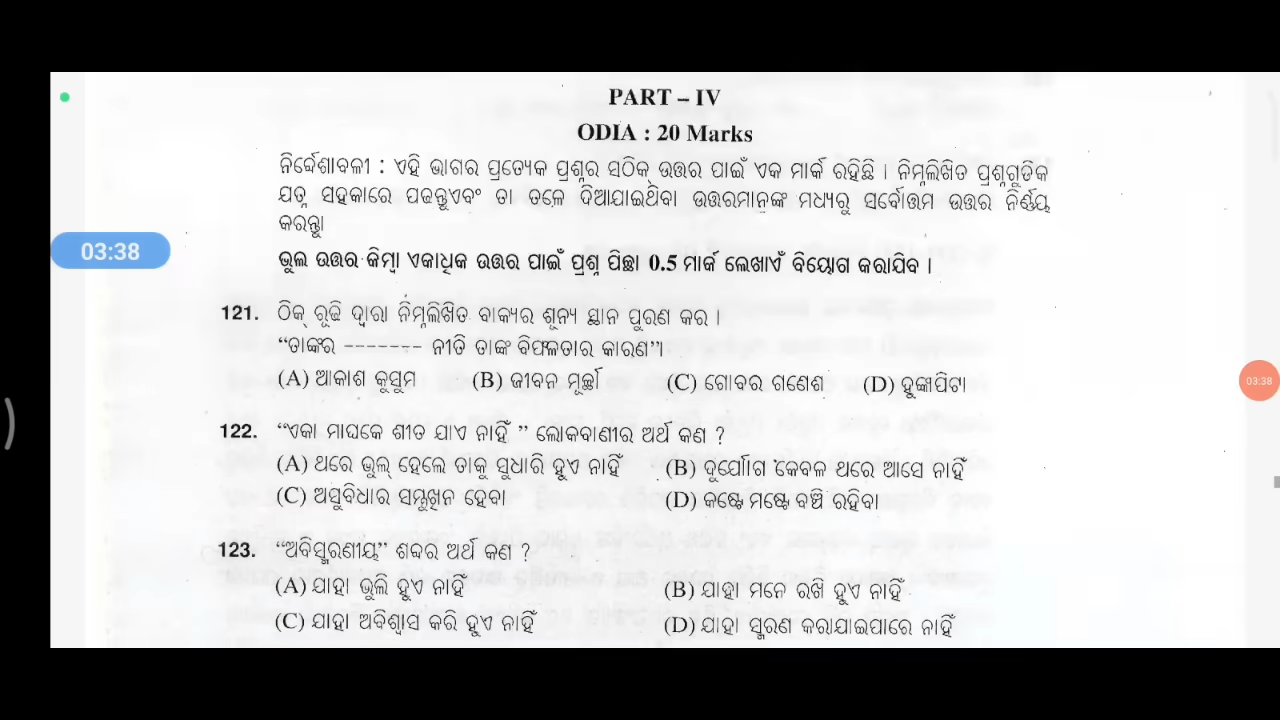 PART – IV
ODIA : 20 Marks
ନିର୍ଦ୍ଦେଶାବଳୀ : ଏହି ଭାଗର ପ୍ରତ୍ୟେକ ପ୍ରଶ୍ନର ସଠିକ୍ ଉତ୍ତର ପାଇଁ ଏକ ମାର୍କ ରହିଛି । ନିମ୍ନଲିଖିତ ପ୍ରଶ୍ନଗୁଡିକ
ଯତ୍ନ ସହକାରେ ପଢନ୍ତୁଏବଂ ତା ତଳେ ଦିଆଯାଇଥିବା ଉତ୍ତରମାନଙ୍କ ମଧ୍ୟରୁ ସର୍ବୋତ୍ତମ ଉତ୍ତର ନିର୍ଣ୍ଣୟ
କରନ୍ତୁ।
03:38
ଭୁଲ ଉତ୍ତର କିମ୍ବା ଏକାଧିକ ଉତ୍ତର ପାଇଁ ପ୍ରଶ୍ନ ପିଛା 0.5 ମାର୍କ ଲେଖାଏଁ ବିୟୋଗ କରାଯିବ ।
121. ଠିକ୍ ରୂଢି ଦ୍ୱାରା ନିମ୍ନଲିଖିତ ବାକ୍ୟର ଶୂନ୍ୟ ସ୍ଥାନ ପୁରଣ କର ।
“ତାଙ୍କର ------- ନୀତି ତାଙ୍କ ବିଫଳତାର କାରଣ”।
(A) ଆକାଶ କୁସୁମ (B) ଜୀବନ ମୂର୍ଚ୍ଛା (C) ଗୋବର ଗଣେଶ (D) ହୁଙ୍କାପିଟା
03:38
122. “ଏକା ମାଘକେ ଶୀତ ଯାଏ ନାହିଁ ” ଲୋକବାଣୀର ଅର୍ଥ କଣ ?
(A) ଥରେ ଭୁଲ୍ ହେଲେ ତାକୁ ସୁଧାରି ହୁଏ ନାହିଁ (B) ଦୁର୍ଯୋଗ କେବଳ ଥରେ ଆସେ ନାହିଁ
(C) ଅସୁବିଧାର ସମ୍ମୁଖିନ ହେବା (D) କଷ୍ଟେ ମଷ୍ଟେ ବଞ୍ଚି ରହିବା
123. “ଅବିସ୍ମରଣୀୟ” ଶବ୍ଦର ଅର୍ଥ କଣ ?
(A) ଯାହା ଭୁଲି ହୁଏ ନାହିଁ (B) ଯାହା ମନେ ରଖି ହୁଏ ନାହିଁ
(C) ଯାହା ଅବିଶ୍ୱାସ କରି ହୁଏ ନାହିଁ (D) ଯାହା ସ୍ମରଣ କରାଯାଇପାରେ ନାହିଁ